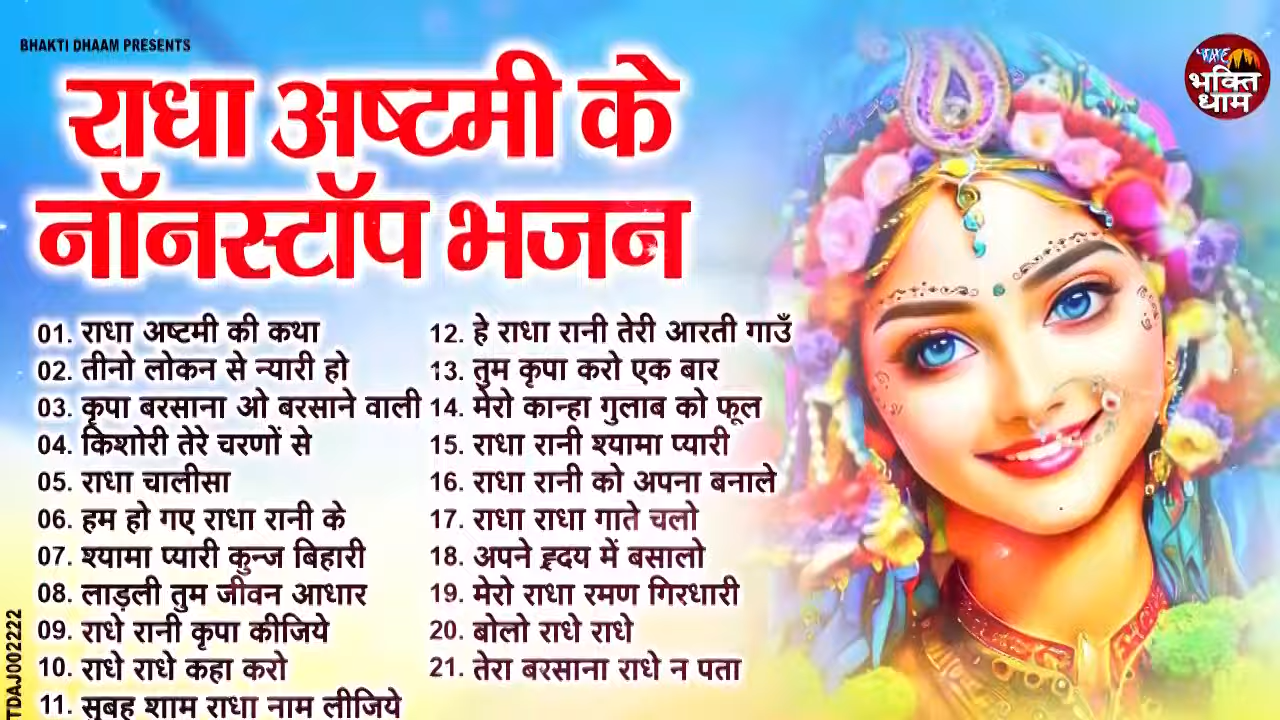 BHAKTI DHAAM PRESENTS
राधा अष्टमी के
नॉनस्टॉप भजन
भक्ति
धाम
01. राधा अष्टमी की कथा
02. तीनो लोकन से न्यारी हो
03. कृपा बरसाना ओ बरसाने वाली
04. किशोरी तेरे चरणों से
05. राधा चालीसा
06. हम हो गए राधा रानी के
07. श्यामा प्यारी कुन्ज बिहारी
08. लाड़ली तुम जीवन आधार
09. राधे रानी कृपा कीजिये
10. राधे राधे कहा करो
11. सुबह शाम राधा नाम लीजिये
12. हे राधा रानी तेरी आरती गाउँ
13. तुम कृपा करो एक बार
14. मेरो कान्हा गुलाब को फूल
15. राधा रानी श्यामा प्यारी
16. राधा रानी को अपना बनाले
17. राधा राधा गाते चलो
18. अपने ह्र्दय में बसालो
19. मेरो राधा रमण गिरधारी
20. बोलो राधे राधे
21. तेरा बरसाना राधे न पता
TDAJ002222